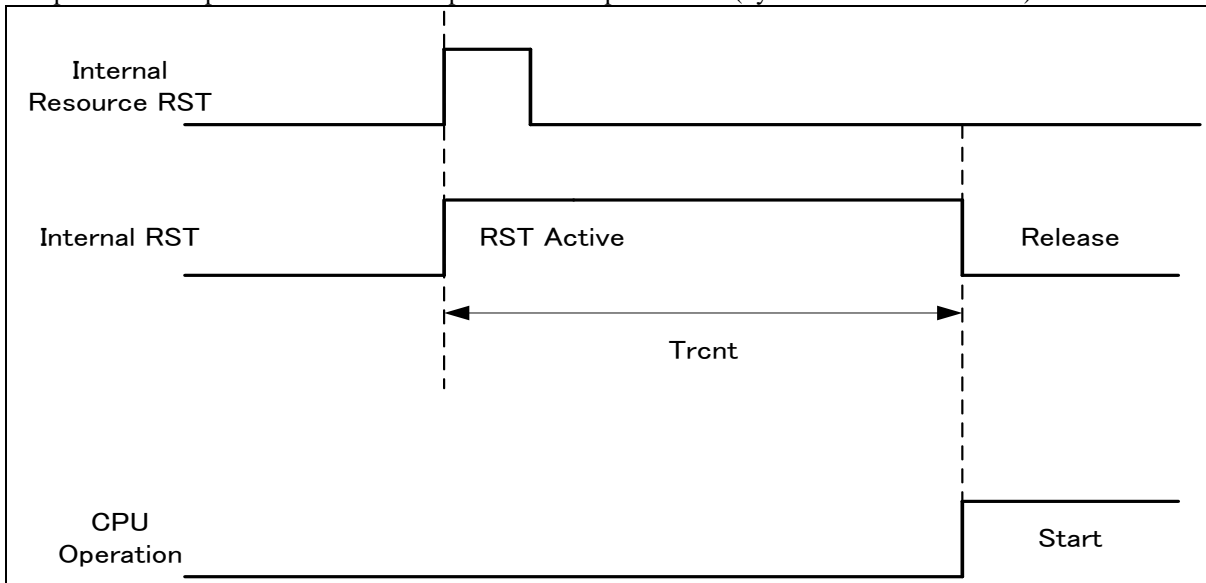 Internal
Resource RST
Internal RST
RST Active
Release
Trcnt
CPU
Operation
Start